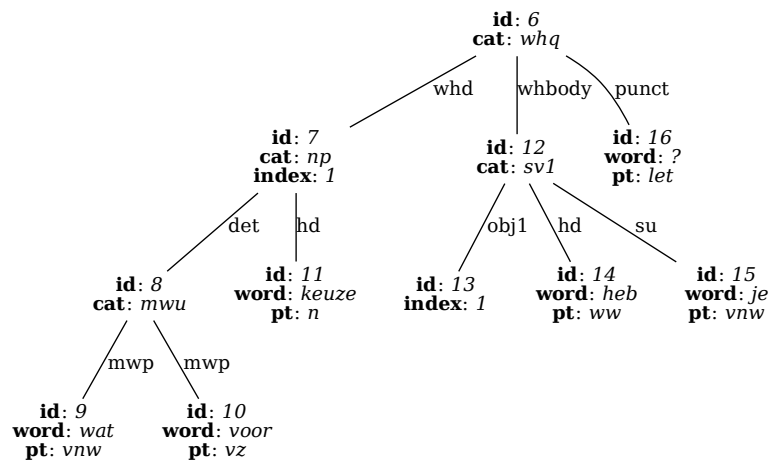 id: 6
cat: whq
whd
whbody
punct
id: 7
cat: np
index: 1
id: 12
cat: sv1
id: 16
word: ?
pt: let
det
hd
obj1
hd
su
id: 8
cat: mwu
id: 11
word: keuze
pt: n
id: 13
index: 1
id: 14
word: heb
pt: ww
id: 15
word: je
pt: vnw
mwp
mwp
id: 9
word: wat
pt: vnw
id: 10
word: voor
pt: vz